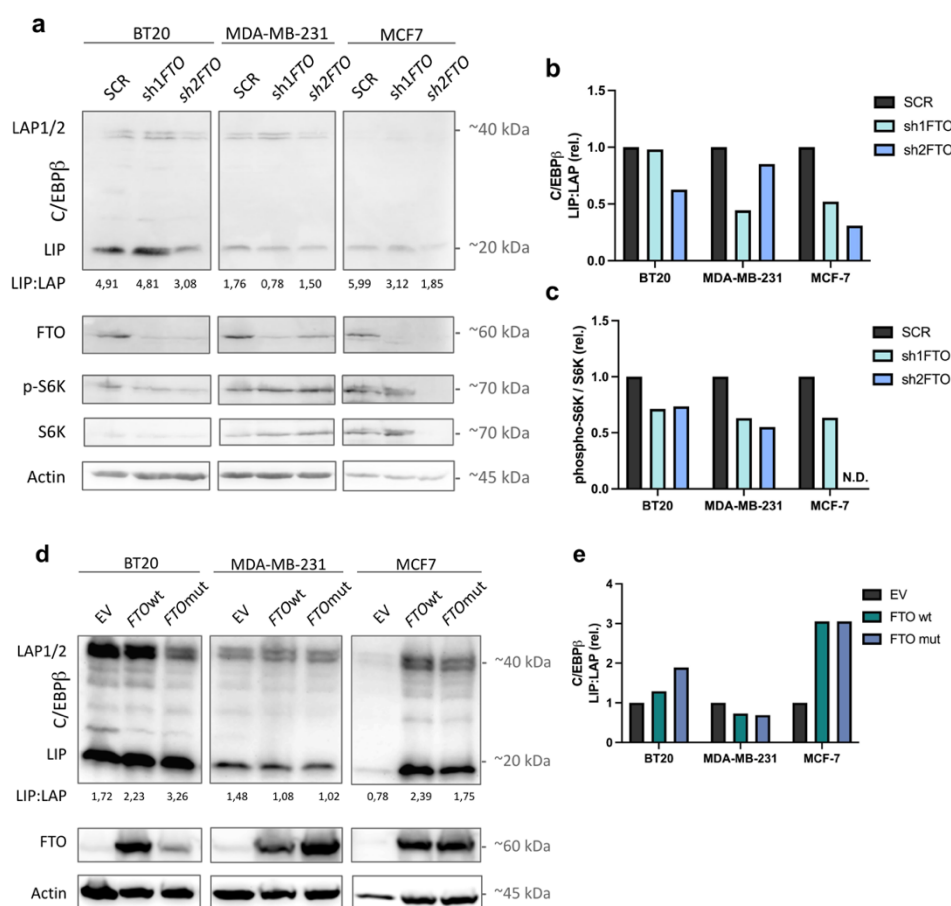 a
BT20 MDA-MB-231 MCF7
SCR sh1FTO sh2FTO SCR sh1FTO sh2FTO SCR sh1FTO sh2FTO
LAP1/2 ~40 kDa
C/EBPβ
LIP ~20 kDa
LIP:LAP 4,91 4,81 3,08 1,76 0,78 1,50 5,99 3,12 1,85
FTO ~60 kDa
p-S6K ~70 kDa
S6K ~70 kDa
Actin ~45 kDa
b
C/EBPβ
LIP:LAP (rel.)
1.5
1.0
0.5
0.0
BT20 MDA-MB-231 MCF-7
SCR
sh1FTO
sh2FTO
c
phospho-S6K / S6K (rel.)
1.5
1.0
0.5
0.0
N.D.
BT20 MDA-MB-231 MCF-7
SCR
sh1FTO
sh2FTO
d
BT20 MDA-MB-231 MCF7
EV FTOwt FTOmut EV FTOwt FTOmut EV FTOwt FTOmut
LAP1/2 ~40 kDa
C/EBPβ
LIP ~20 kDa
LIP:LAP 1,72 2,23 3,26 1,48 1,08 1,02 0,78 2,39 1,75
FTO ~60 kDa
Actin ~45 kDa
e
C/EBPβ
LIP:LAP (rel.)
4
3
2
1
0
BT20 MDA-MB-231 MCF-7
EV
FTO wt
FTO mut